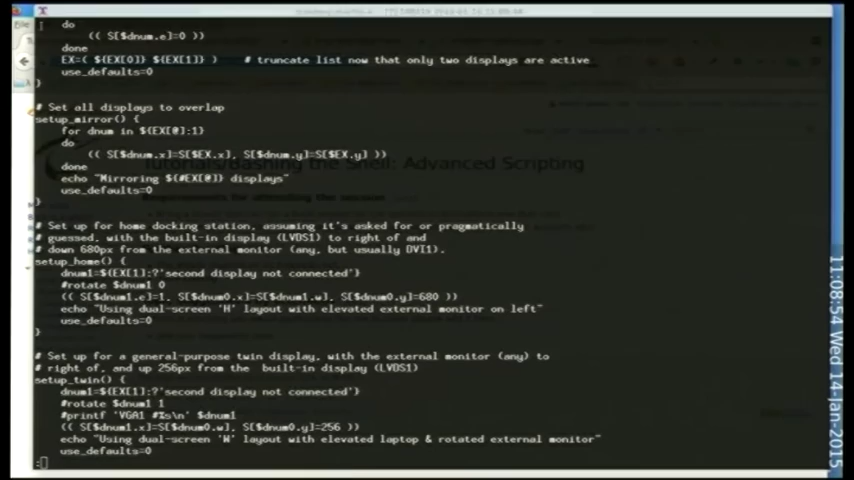 do
(( S[$dnum.e]=0 ))
done
EX=( ${EX[0]} ${EX[1]} ) # truncate list now that only two displays are active
use_defaults=0
}
# Set all displays to overlap
setup_mirror() {
for dnum in ${EX[@]:1}
do
(( S[$dnum.x]=S[$EX.x], S[$dnum.y]=S[$EX.y] ))
done
Tutorials/Bashing the Shell: Advanced Scripting
echo "Mirroring ${#EX[@]} displays"
use_defaults=0
}
# Set up for home docking station, assuming it's asked for or pragmatically
# guessed, with the built-in display (LVDS1) to right of and
# down 680px from the external monitor (any, but usually DVI1).
setup_home() {
dnum1=${EX[1]:?'second display not connected'}
#rotate $dnum1 0
(( S[$dnum1.e]=1, S[$dnum0.x]=S[$dnum1.w], S[$dnum0.y]=680 ))
echo "Using dual-screen 'H' layout with elevated external monitor on left"
use_defaults=0
}
# Set up for a general-purpose twin display, with the external monitor (any) to
# right of, and up 256px from the built-in display (LVDS1)
setup_twin() {
dnum1=${EX[1]:?'second display not connected'}
#rotate $dnum1 1
#printf 'VGA1 #%s\n' $dnum1
(( S[$dnum1.x]=S[$dnum0.w], S[$dnum0.y]=256 ))
echo "Using dual-screen 'W' layout with elevated laptop & rotated external monitor"
use_defaults=0
:
11:08:54 Wed 14-Jan-2015